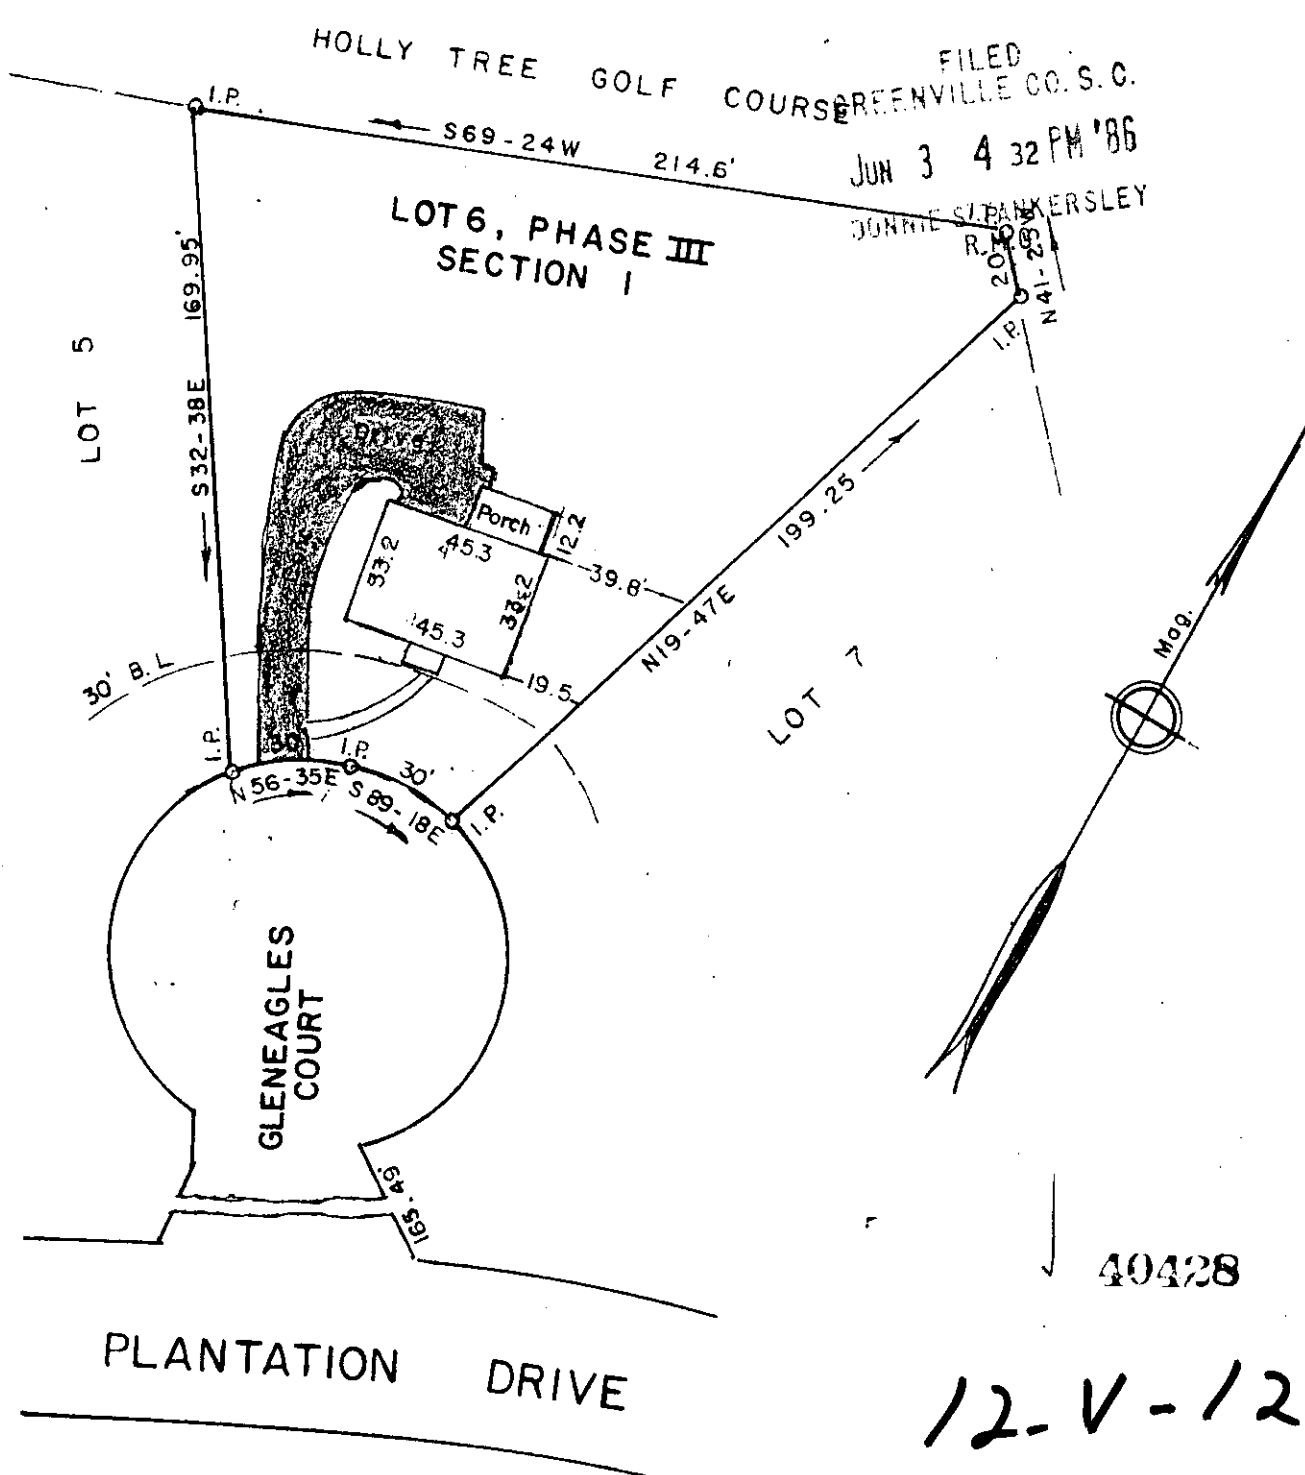 HOLLY TREE GOLF COURSE
FILED
GREENVILLE CO. S. C.
JUN 3 4 32 PM '86
DONNIE S. TANKERSLEY
R.M.C
I.P.
S69-24W 214.6'
I.P.
20
N41-23W
I.P.
LOT 6, PHASE III
SECTION 1
169.95'
S32-38E
LOT 5
Drive
Porch
12.2
45.3
33.2
33.2
45.3
39.8'
19.5
199.25
N19-47E
LOT 7
Mag.
30' B.L
I.P.
30'
I.P.
30'
I.P.
N56-35E
S89-18E
GLENEAGLES
COURT
165.49'
40428
PLANTATION DRIVE
12-V-12